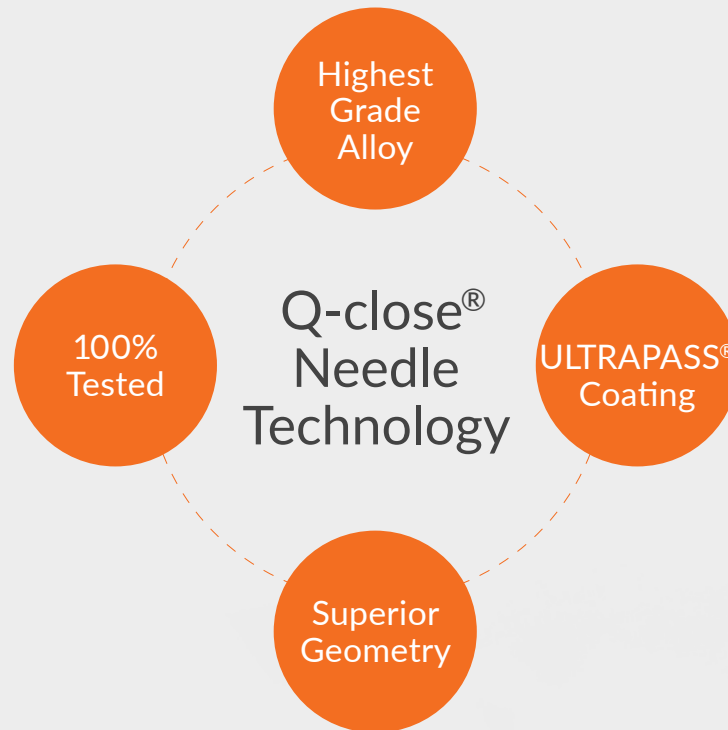 Highest
Grade
Alloy
100%
Tested
Q-close®
Needle
Technology
ULTRAPASS®
Coating
Superior
Geometry